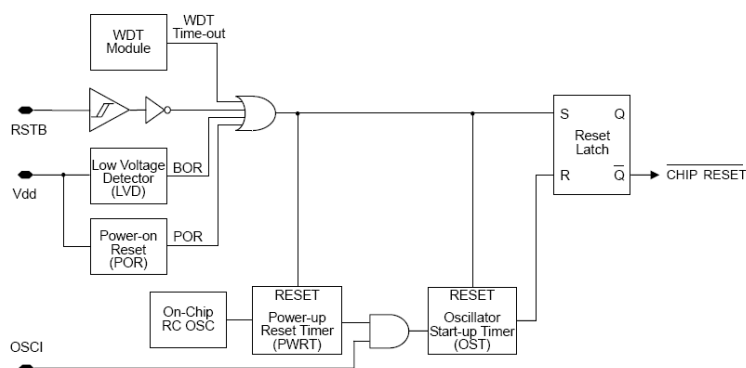 WDT
Module
WDT
Time-out
RSTB
Low Voltage
Detector
(LVD)
BOR
Vdd
Power-on
Reset
(POR)
POR
S Q
Reset
Latch
R Q
CHIP RESET
On-Chip
RC OSC
RESET
Power-up
Reset Timer
(PWRT)
RESET
Oscillator
Start-up Timer
(OST)
OSCI